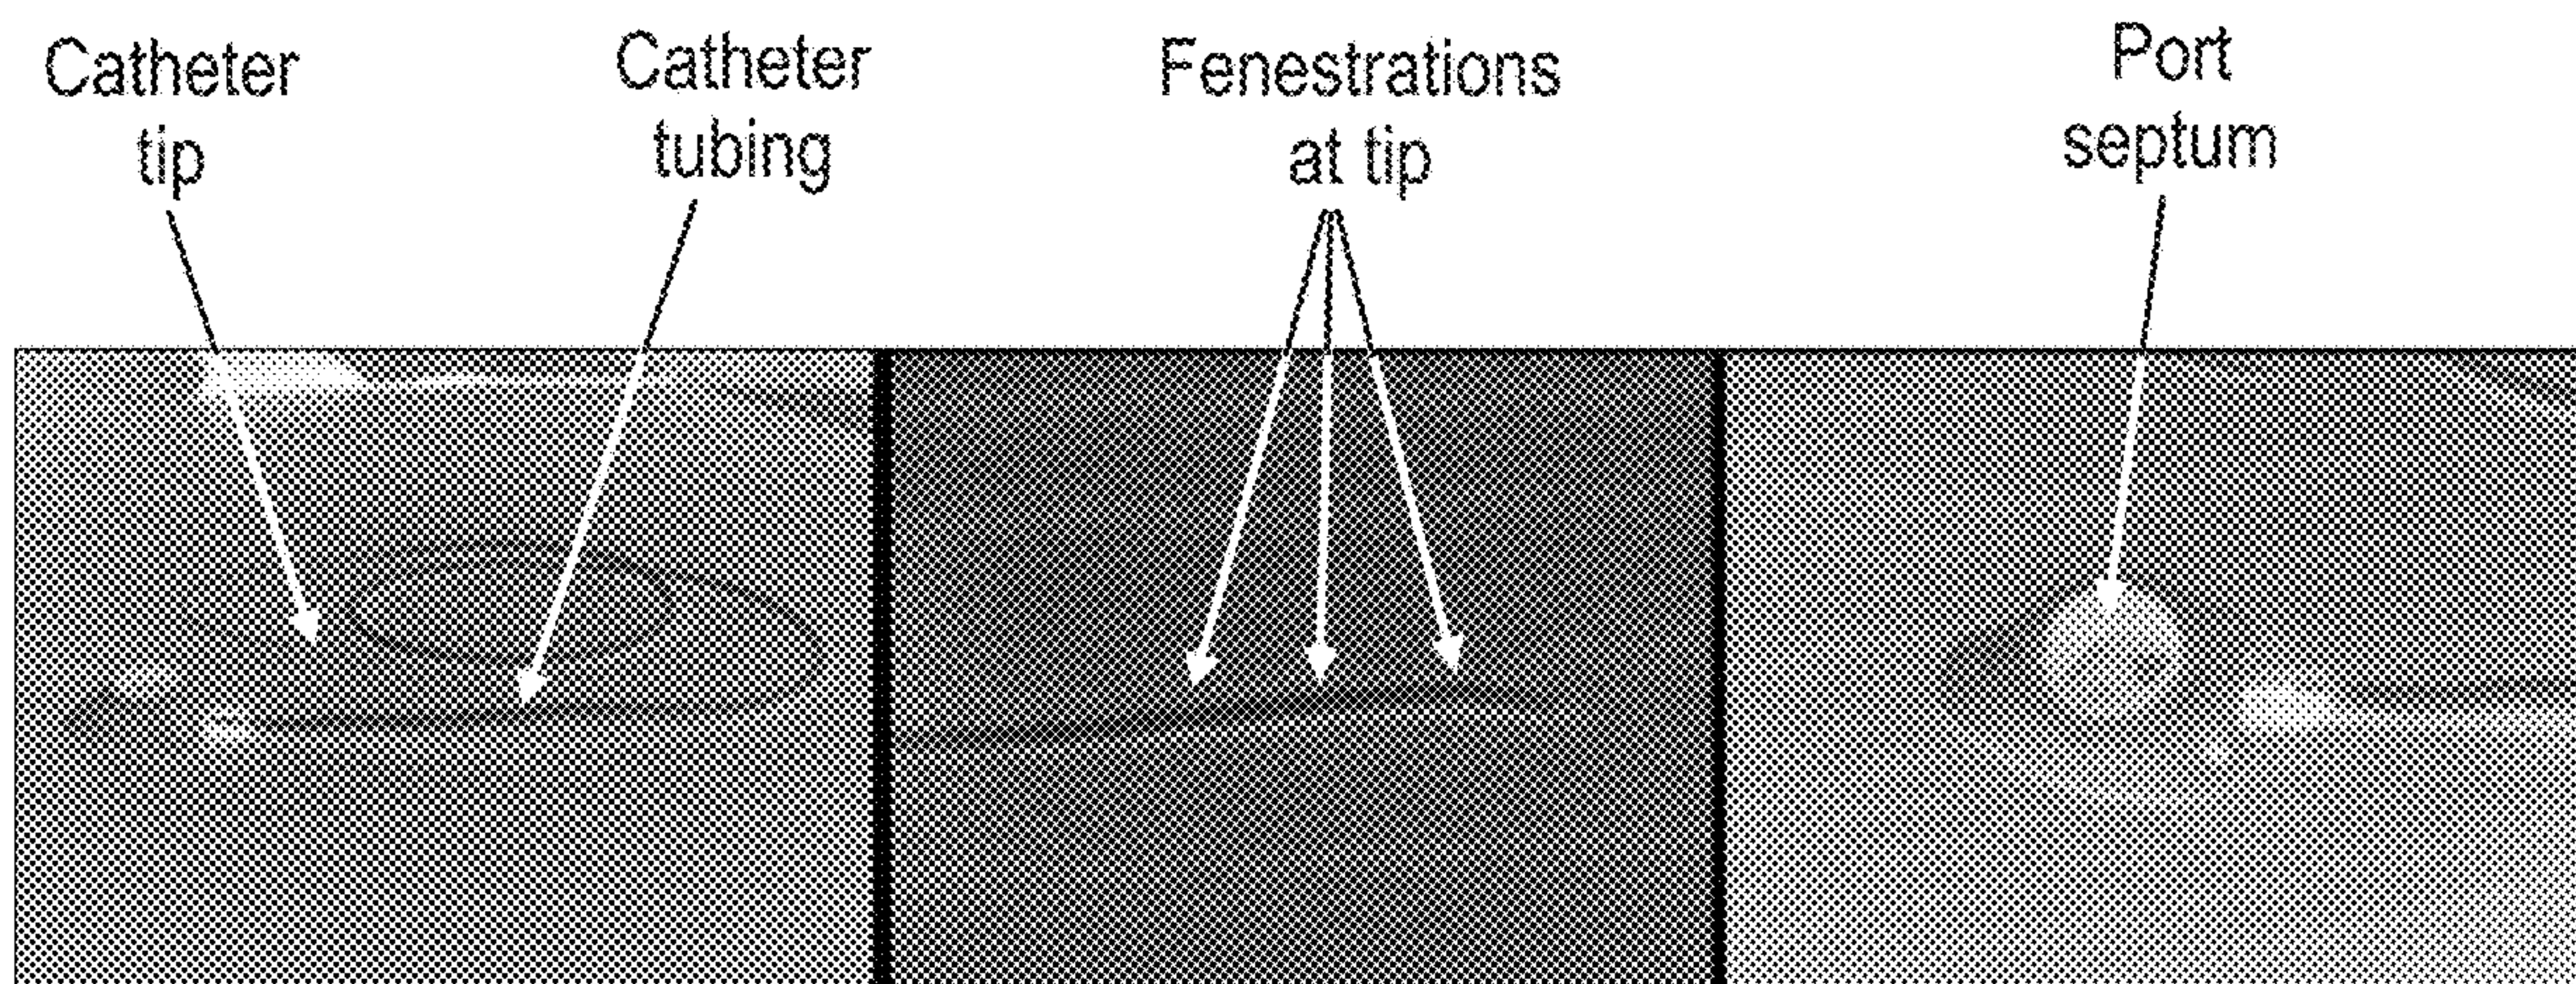 Catheter
tip
Catheter
tubing
Fenestrations
at tip
Port
septum